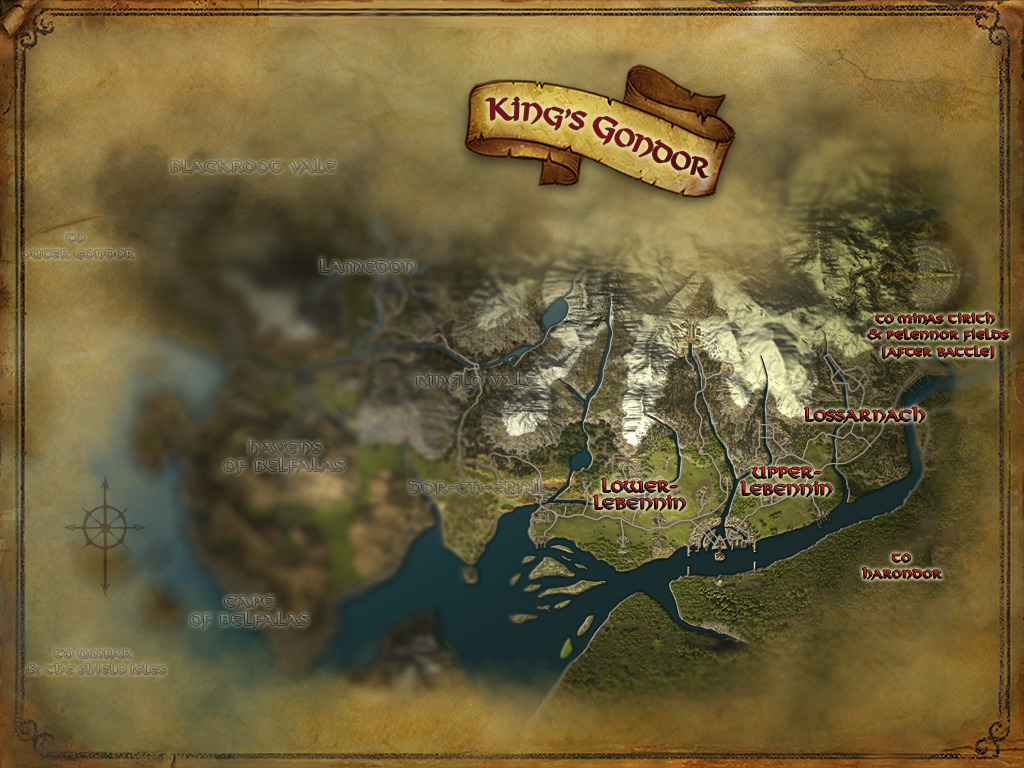 King's Gondor
Blackroot Vale
to
Outer Gondor
Lamedon
to Minas Tirith
& Pelennor Fields
(After Battle)
Ringló Vale
Lossarnach
Havens
of Belfalas
Dor-en-Ernil
Lower-
Lebennin
Upper-
Lebennin
to
Harondor
Cape
of Belfalas
to Umbar
& the Shield Isles